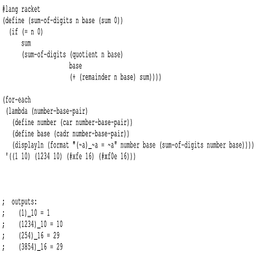 #lang racket
(define (sum-of-digits n base (sum 0))
  (if (= n 0)
      sum
      (sum-of-digits (quotient n base)
                     base
                     (+ (remainder n base) sum))))

(for-each
 (lambda (number-base-pair)
   (define number (car number-base-pair))
   (define base (cadr number-base-pair))
   (displayln (format "(~a)_~a = ~a" number base (sum-of-digits number base))))
 '((1 10) (1234 10) (#xfe 16) (#xf0e 16)))

;  outputs:
;    (1)_10 = 1
;    (1234)_10 = 10
;    (254)_16 = 29
;    (3854)_16 = 29